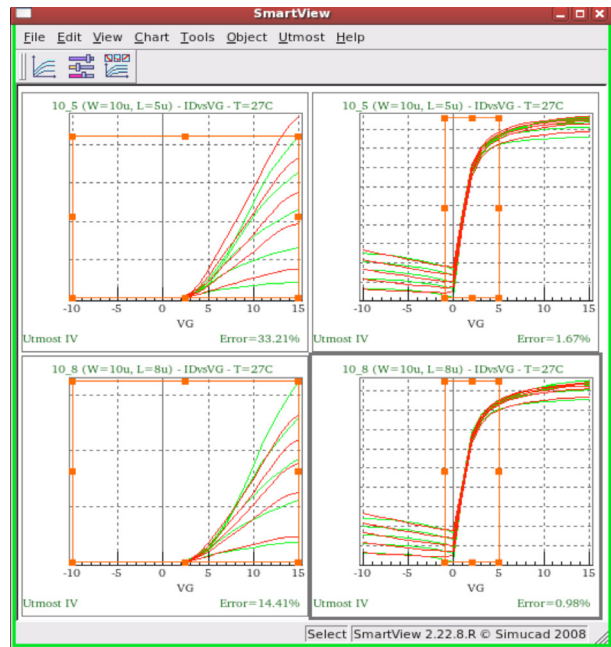 SmartView
File Edit View Chart Tools Object Utmost Help
10_5 (W=10u, L=5u) - IDvsVG - T=27C
-10 -5 0 5 10 15
VG
Utmost IV Error=33.21%
10_5 (W=10u, L=5u) - IDvsVG - T=27C
-10 -5 0 5 10 15
VG
Utmost IV Error=1.67%
10_8 (W=10u, L=8u) - IDvsVG - T=27C
-10 -5 0 5 10 15
VG
Utmost IV Error=14.41%
10_8 (W=10u, L=8u) - IDvsVG - T=27C
-10 -5 0 5 10 15
VG
Utmost IV Error=0.98%
Select SmartView 2.22.8.R © Simucad 2008